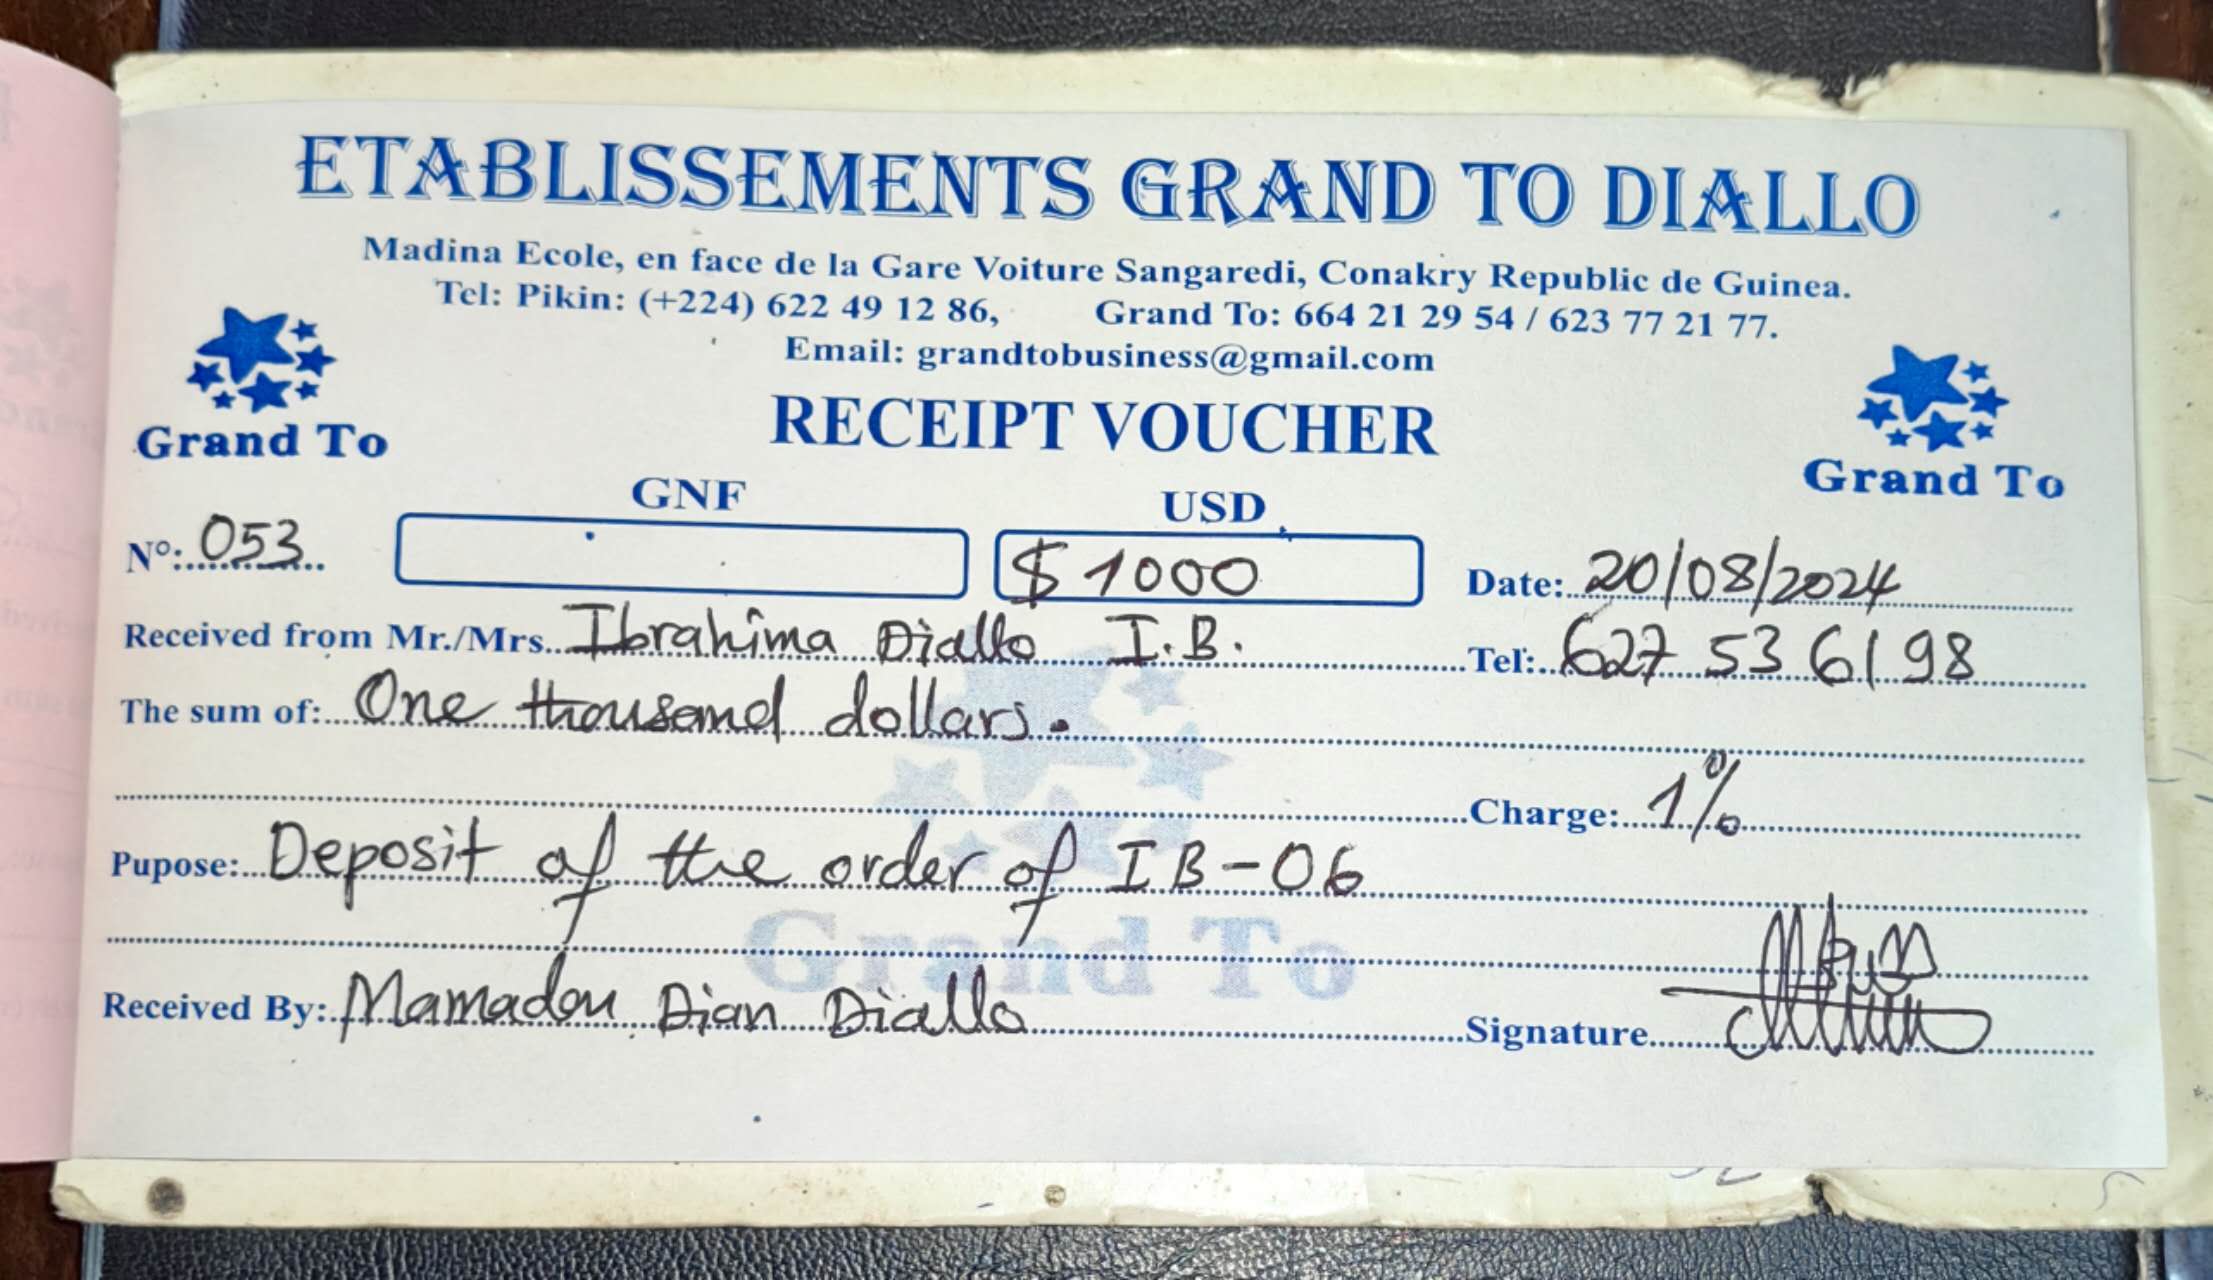 ETABLISSEMENTS GRAND TO DIALLO
Madina Ecole, en face de la Gare Voiture Sangaredi, Conakry Republic de Guinea.
Tel: Pikin: (+224) 622 49 12 86, Grand To: 664 21 29 54 / 623 77 21 77.
Email: grandtobusiness@gmail.com
Grand To
RECEIPT VOUCHER
Grand To
GNF USD
Nº: 053 $ 1000 Date: 20/08/2024
Received from Mr./Mrs. Ibrahima Diallo I.B. Tel: 627 53 61 98
The sum of: One thousand dollars.
Charge: 1%
Pupose: Deposit of the order of IB-06
Grand To
Received By: Mamadou Dian Diallo Signature